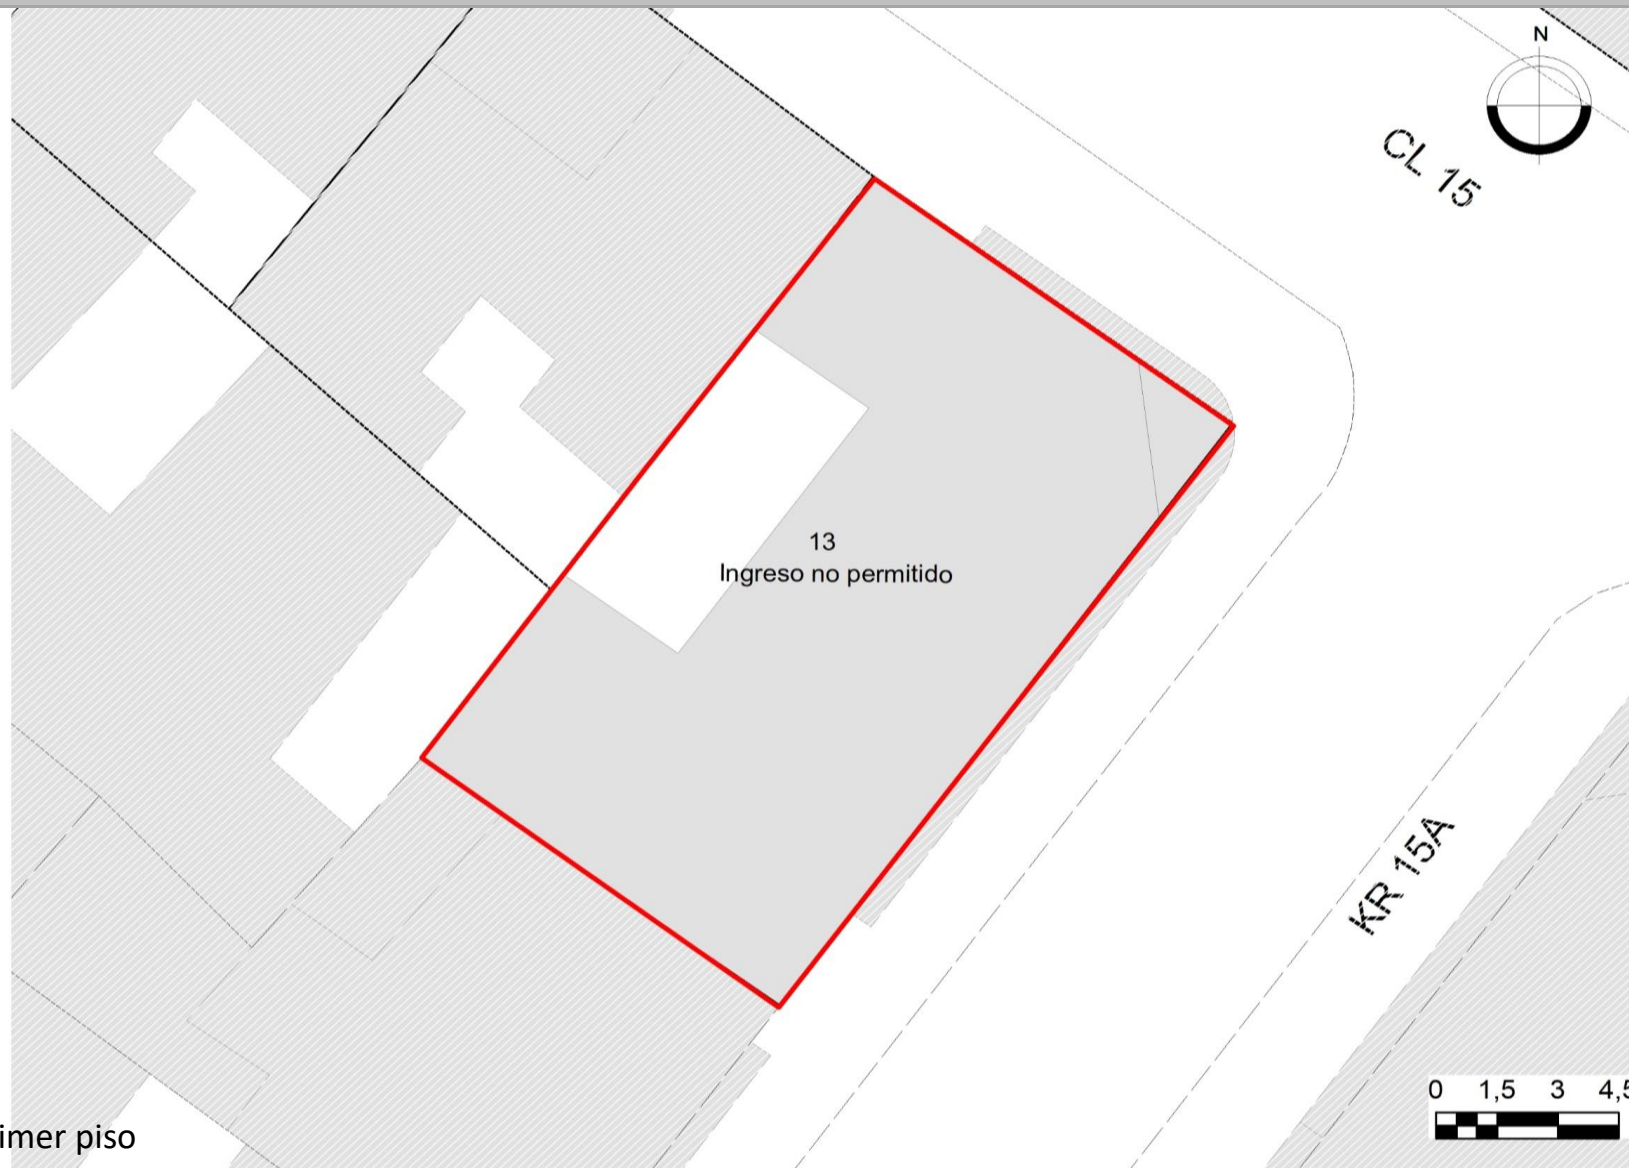 N
CL 15
13
Ingreso no permitido
KR 15A
0 1,5 3 4,5
imer piso